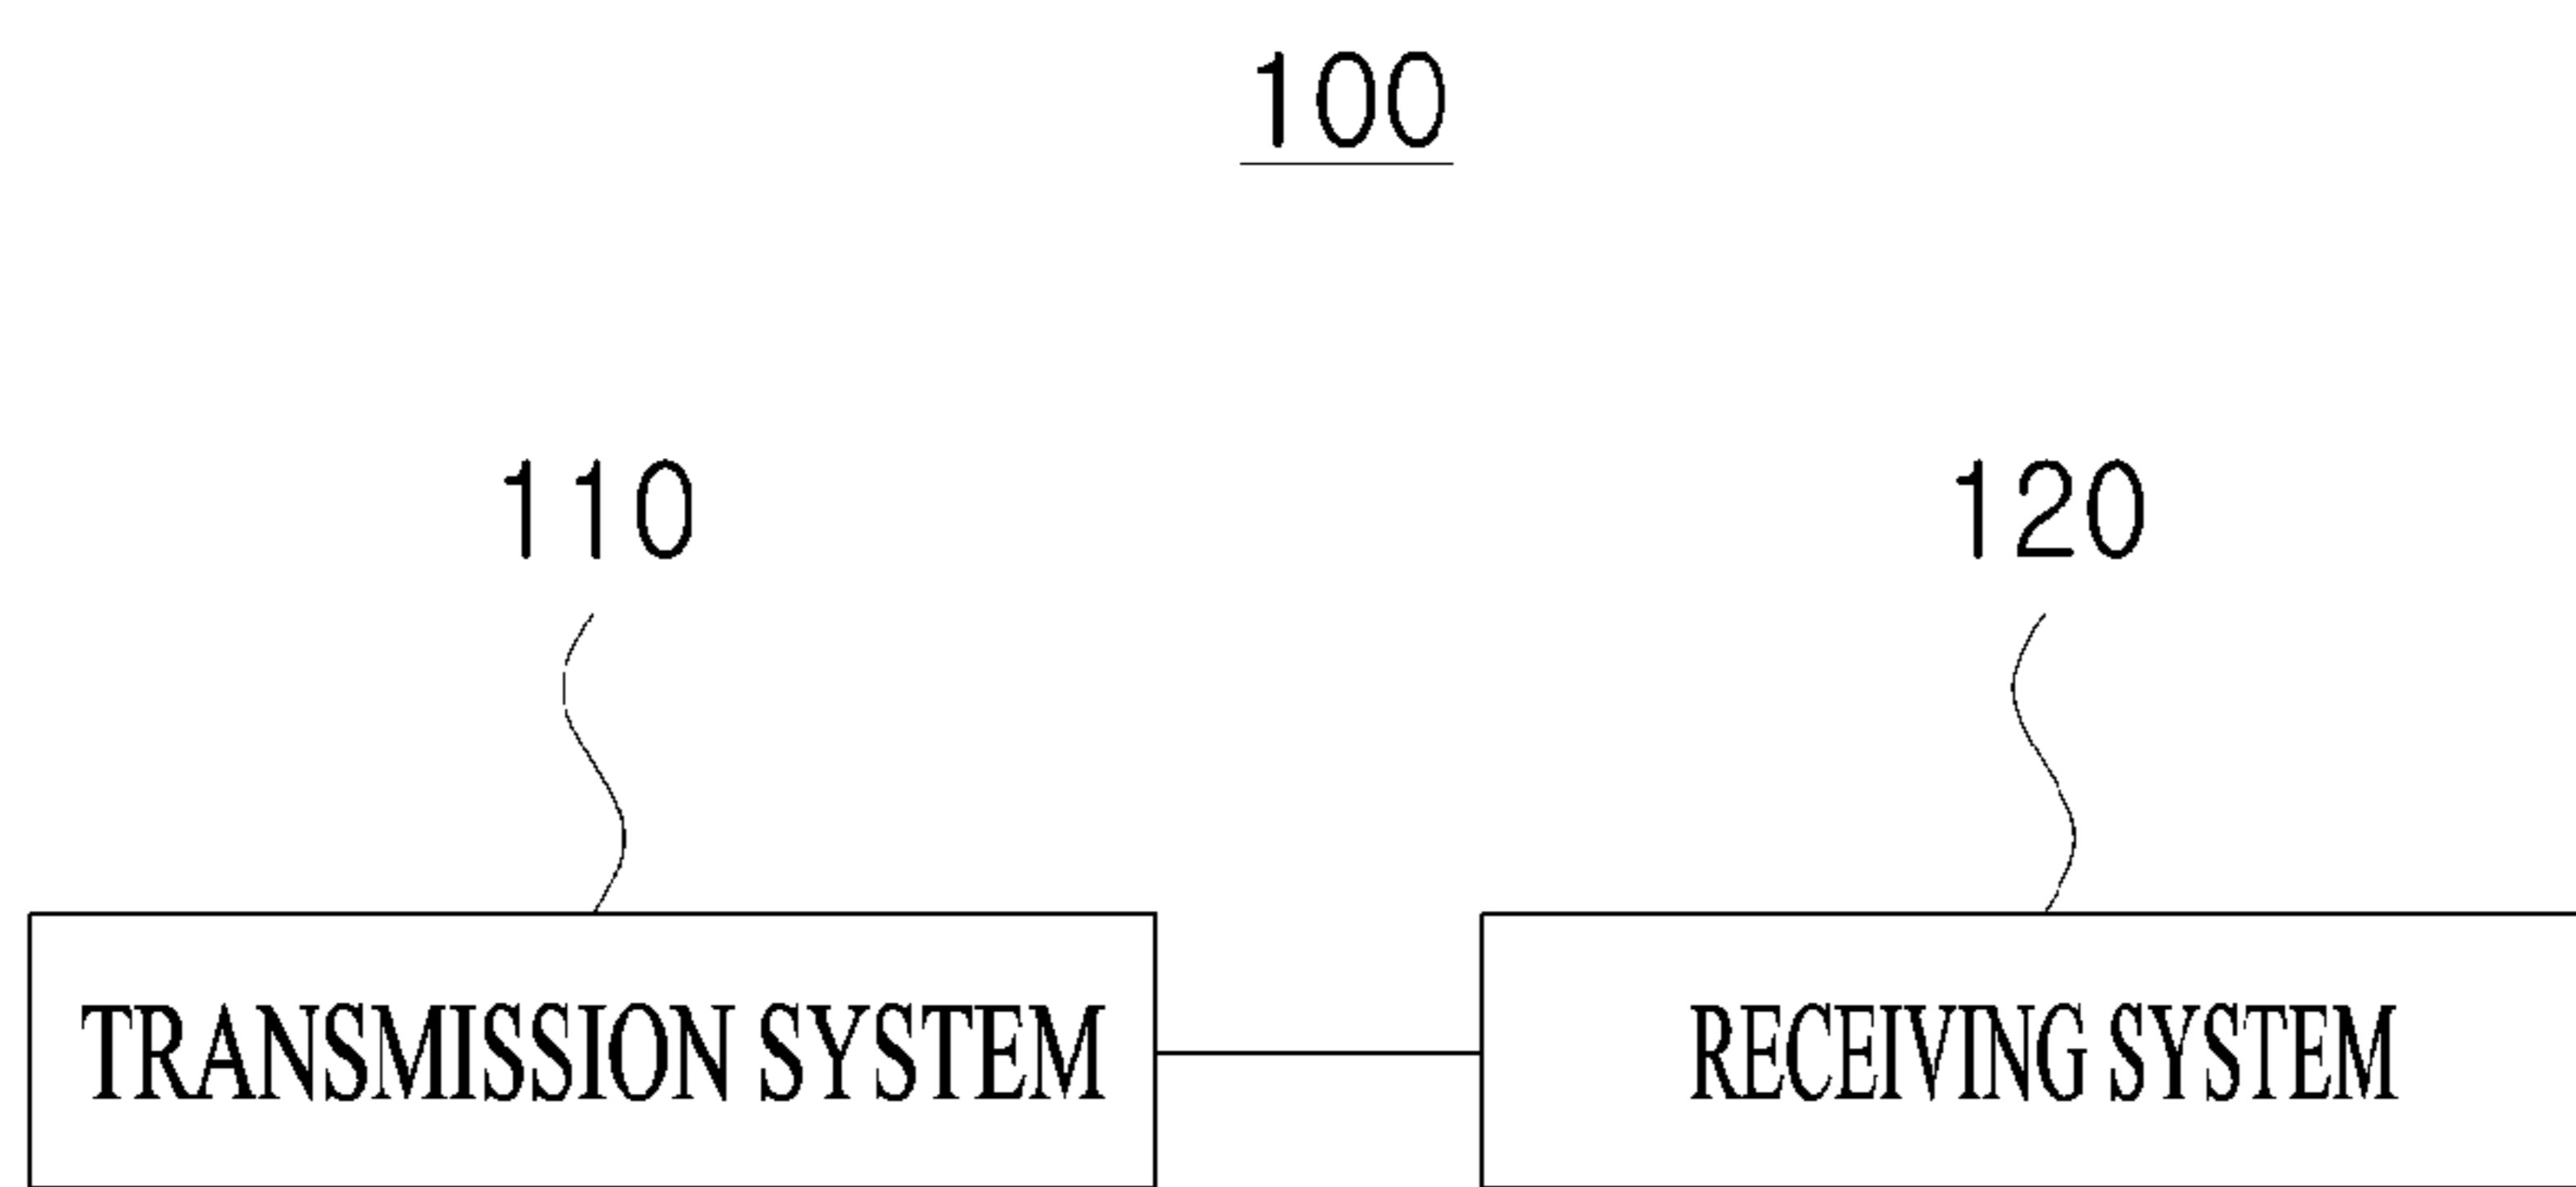 100
110
120
TRANSMISSION SYSTEM
RECEIVING SYSTEM